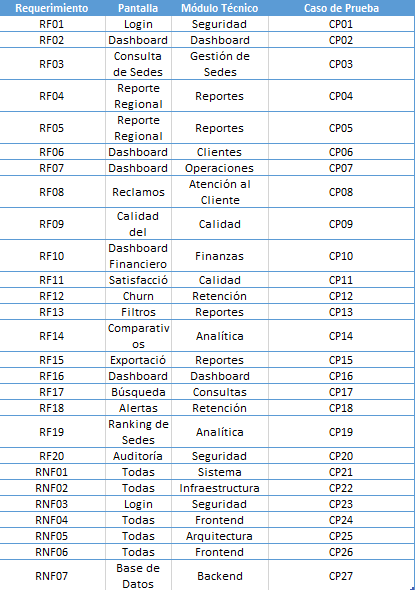 Requerimiento Pantalla Módulo Técnico Caso de Prueba
RF01 Login Seguridad CP01
RF02 Dashboard Dashboard CP02
RF03 Consulta de Sedes Gestión de Sedes CP03
RF04 Reporte Regional Reportes CP04
RF05 Reporte Regional Reportes CP05
RF06 Dashboard Clientes CP06
RF07 Dashboard Operaciones CP07
RF08 Reclamos Atención al Cliente CP08
RF09 Calidad del Calidad CP09
RF10 Dashboard Financiero Finanzas CP10
RF11 Satisfacció Calidad CP11
RF12 Churn Retención CP12
RF13 Filtros Reportes CP13
RF14 Comparativos Analítica CP14
RF15 Exportació Reportes CP15
RF16 Dashboard Dashboard CP16
RF17 Búsqueda Consultas CP17
RF18 Alertas Retención CP18
RF19 Ranking de Sedes Analítica CP19
RF20 Auditoría Seguridad CP20
RNF01 Todas Sistema CP21
RNF02 Todas Infraestructura CP22
RNF03 Login Seguridad CP23
RNF04 Todas Frontend CP24
RNF05 Todas Arquitectura CP25
RNF06 Todas Frontend CP26
RNF07 Base de Datos Backend CP27